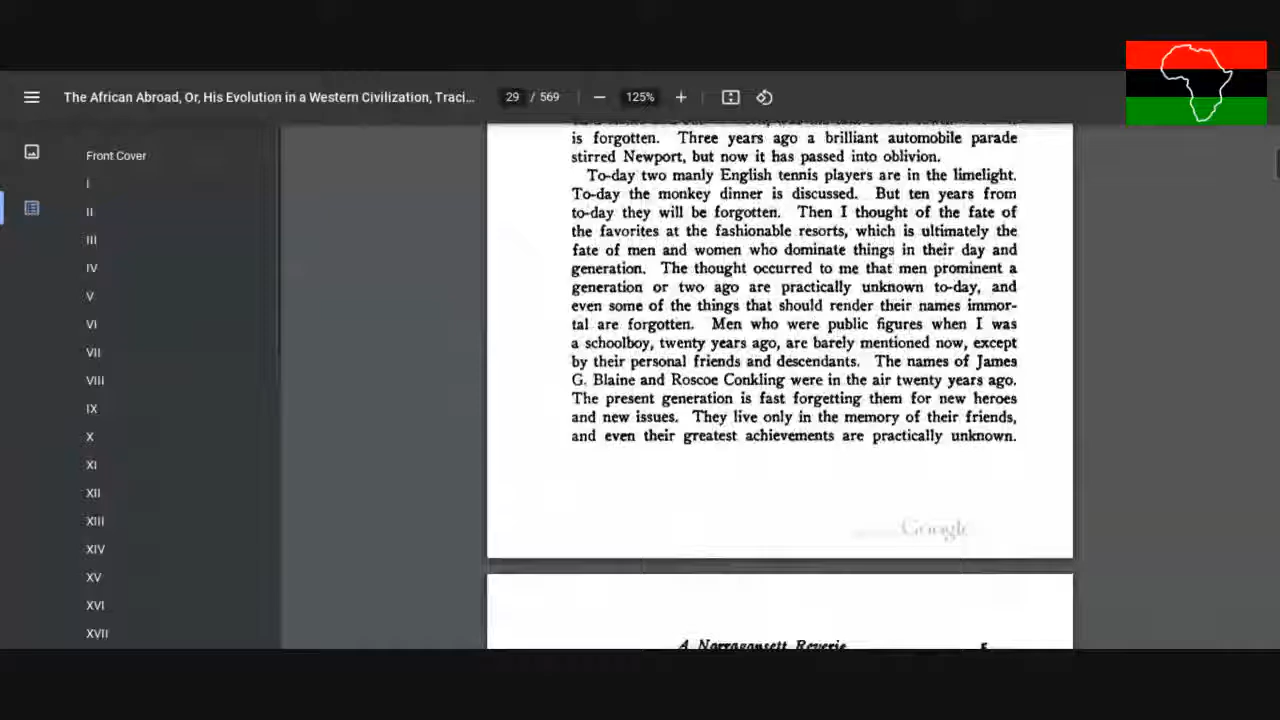 The African Abroad, Or, His Evolution in a Western Civilization, Traci...
29 / 569
125%
Front Cover
I
II
III
IV
V
VI
VII
VIII
IX
X
XI
XII
XIII
XIV
XV
XVI
XVII
is forgotten. Three years ago a brilliant automobile parade
stirred Newport, but now it has passed into oblivion.
To-day two manly English tennis players are in the limelight.
To-day the monkey dinner is discussed. But ten years from
to-day they will be forgotten. Then I thought of the fate of
the favorites at the fashionable resorts, which is ultimately the
fate of men and women who dominate things in their day and
generation. The thought occurred to me that men prominent a
generation or two ago are practically unknown to-day, and
even some of the things that should render their names immor-
tal are forgotten. Men who were public figures when I was
a schoolboy, twenty years ago, are barely mentioned now, except
by their personal friends and descendants. The names of James
G. Blaine and Roscoe Conkling were in the air twenty years ago.
The present generation is fast forgetting them for new heroes
and new issues. They live only in the memory of their friends,
and even their greatest achievements are practically unknown.
Google
A Narragansett Reverie 5